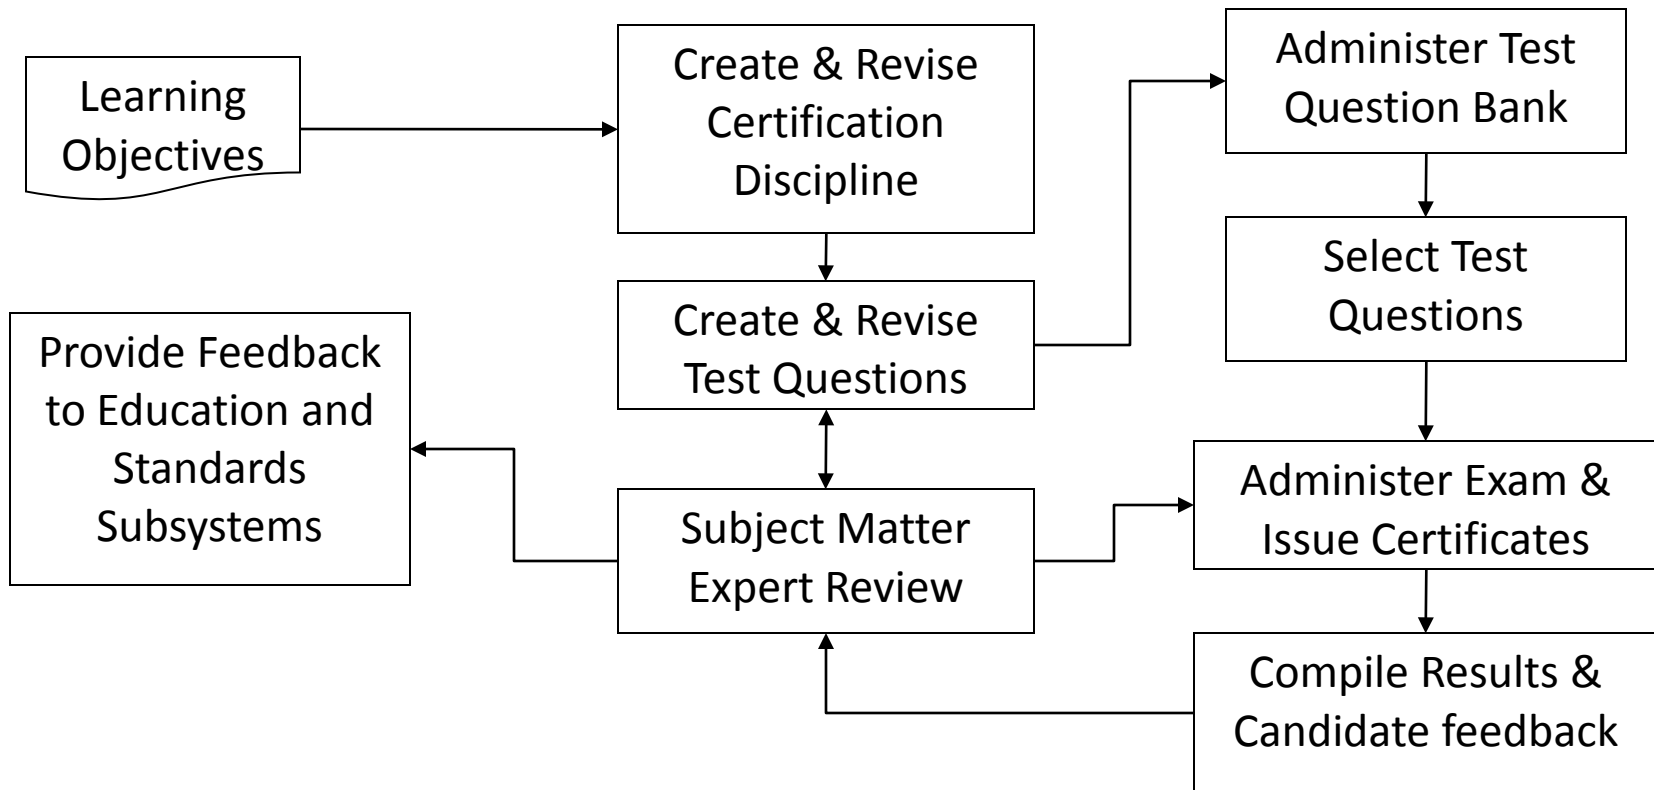 Learning
Objectives
Create & Revise
Certification
Discipline
Administer Test
Question Bank
Select Test
Questions
Create & Revise
Test Questions
Provide Feedback
to Education and
Standards
Subsystems
Subject Matter
Expert Review
Administer Exam &
Issue Certificates
Compile Results &
Candidate feedback